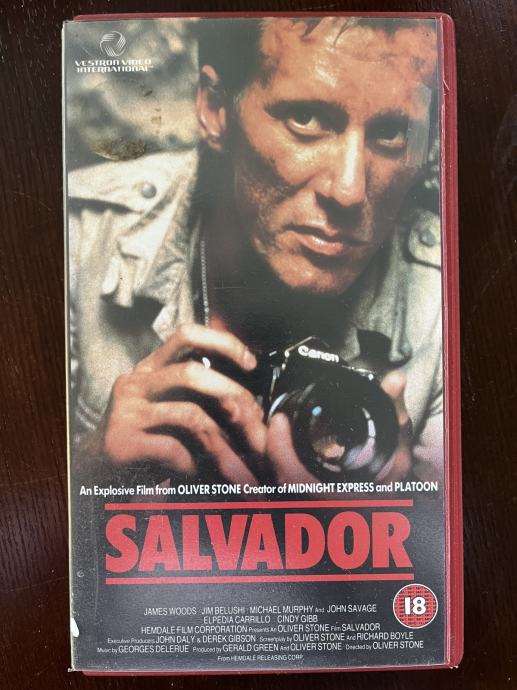 VESTRON VIDEO
INTERNATIONAL
Canon
An Explosive Film from OLIVER STONE Creator of MIDNIGHT EXPRESS and PLATOON
SALVADOR
JAMES WOODS · JIM BELUSHI · MICHAEL MURPHY And JOHN SAVAGE
ELPEDIA CARRILLO · CINDY GIBB
HEMDALE FILM CORPORATION Presents An OLIVER STONE Film SALVADOR
Executive Producers JOHN DALY & DEREK GIBSON Screenplay by OLIVER STONE And RICHARD BOYLE
Music by GEORGES DELERUE Produced by GERALD GREEN And OLIVER STONE Directed by OLIVER STONE
From HEMDALE RELEASING CORP.
18